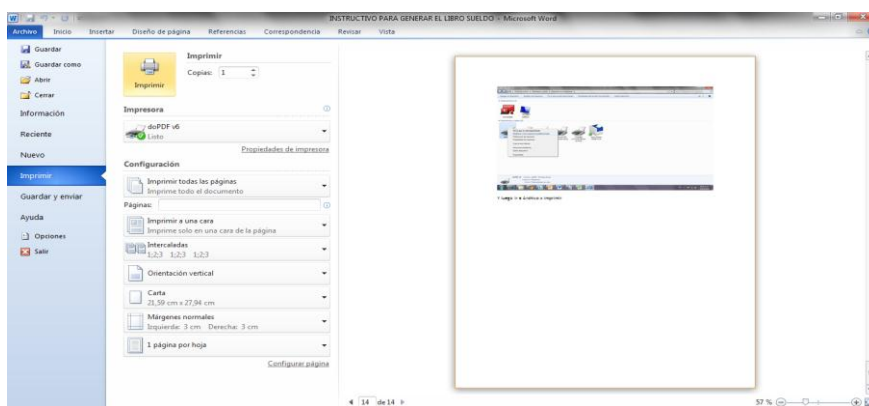 INSTRUCTIVO PARA GENERAR EL LIBRO SUELDO - Microsoft Word
Archivo Inicio Insertar Diseño de página Referencias Correspondencia Revisar Vista
Guardar
Guardar como
Abrir
Cerrar
Información
Reciente
Nuevo
Imprimir
Guardar y enviar
Ayuda
Opciones
Salir
Imprimir
Imprimir
Copias: 1
Impresora
doPDF v6
Listo
Propiedades de impresora
Configuración
Imprimir todas las páginas
Imprime todo el documento
Páginas:
Imprimir a una cara
Imprime solo en una cara de la página
Intercaladas
1;2;3 1;2;3 1;2;3
Orientación vertical
Carta
21,59 cm x 27,94 cm
Márgenes normales
Izquierda: 3 cm Derecha: 3 cm
1 página por hoja
Configurar página
14 de 14
57 %